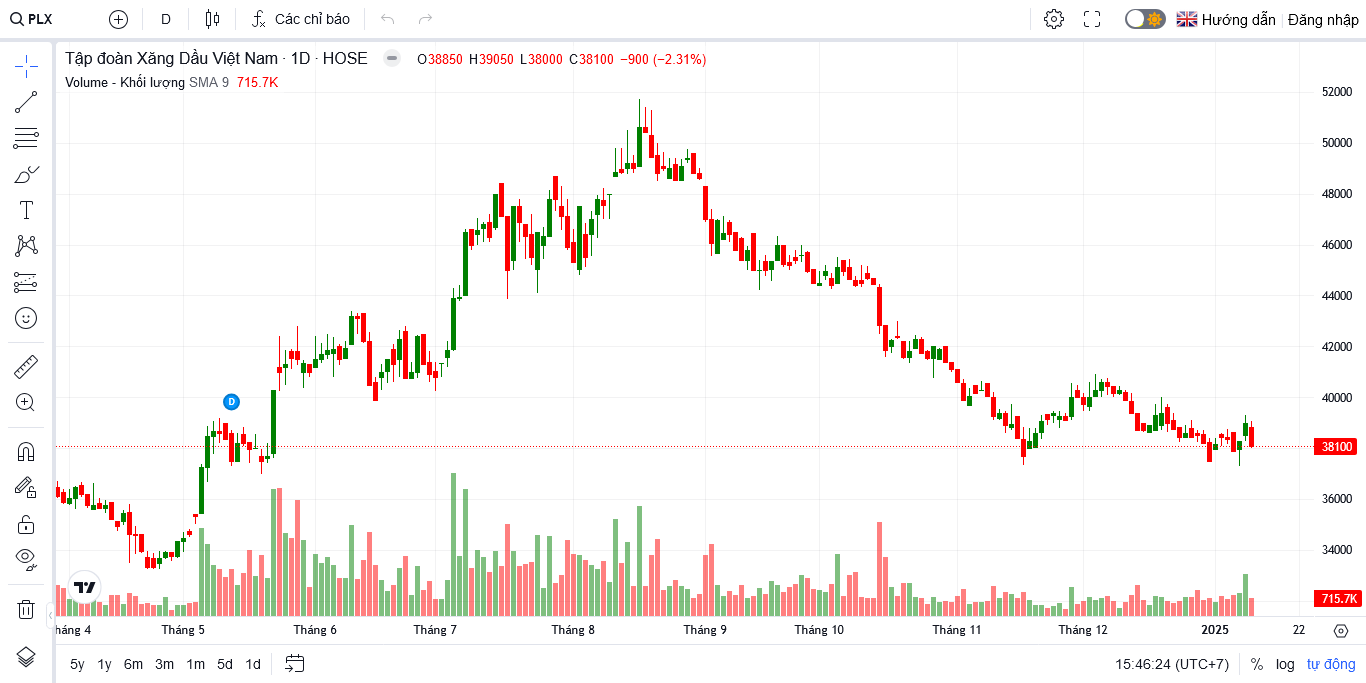 PLX D Các chỉ báo Hướng dẫn Đăng nhập
Tập đoàn Xăng Dầu Việt Nam · 1D · HOSE O38850 H39050 L38000 C38100 −900 (−2.31%)
Volume - Khối lượng SMA 9 715.7K
52000
50000
48000
46000
44000
42000
40000
D
38100
36000
34000
715.7K
háng 4 Tháng 5 Tháng 6 Tháng 7 Tháng 8 Tháng 9 Tháng 10 Tháng 11 Tháng 12 2025 22
5y 1y 6m 3m 1m 5d 1d 15:46:24 (UTC+7) % log tự động